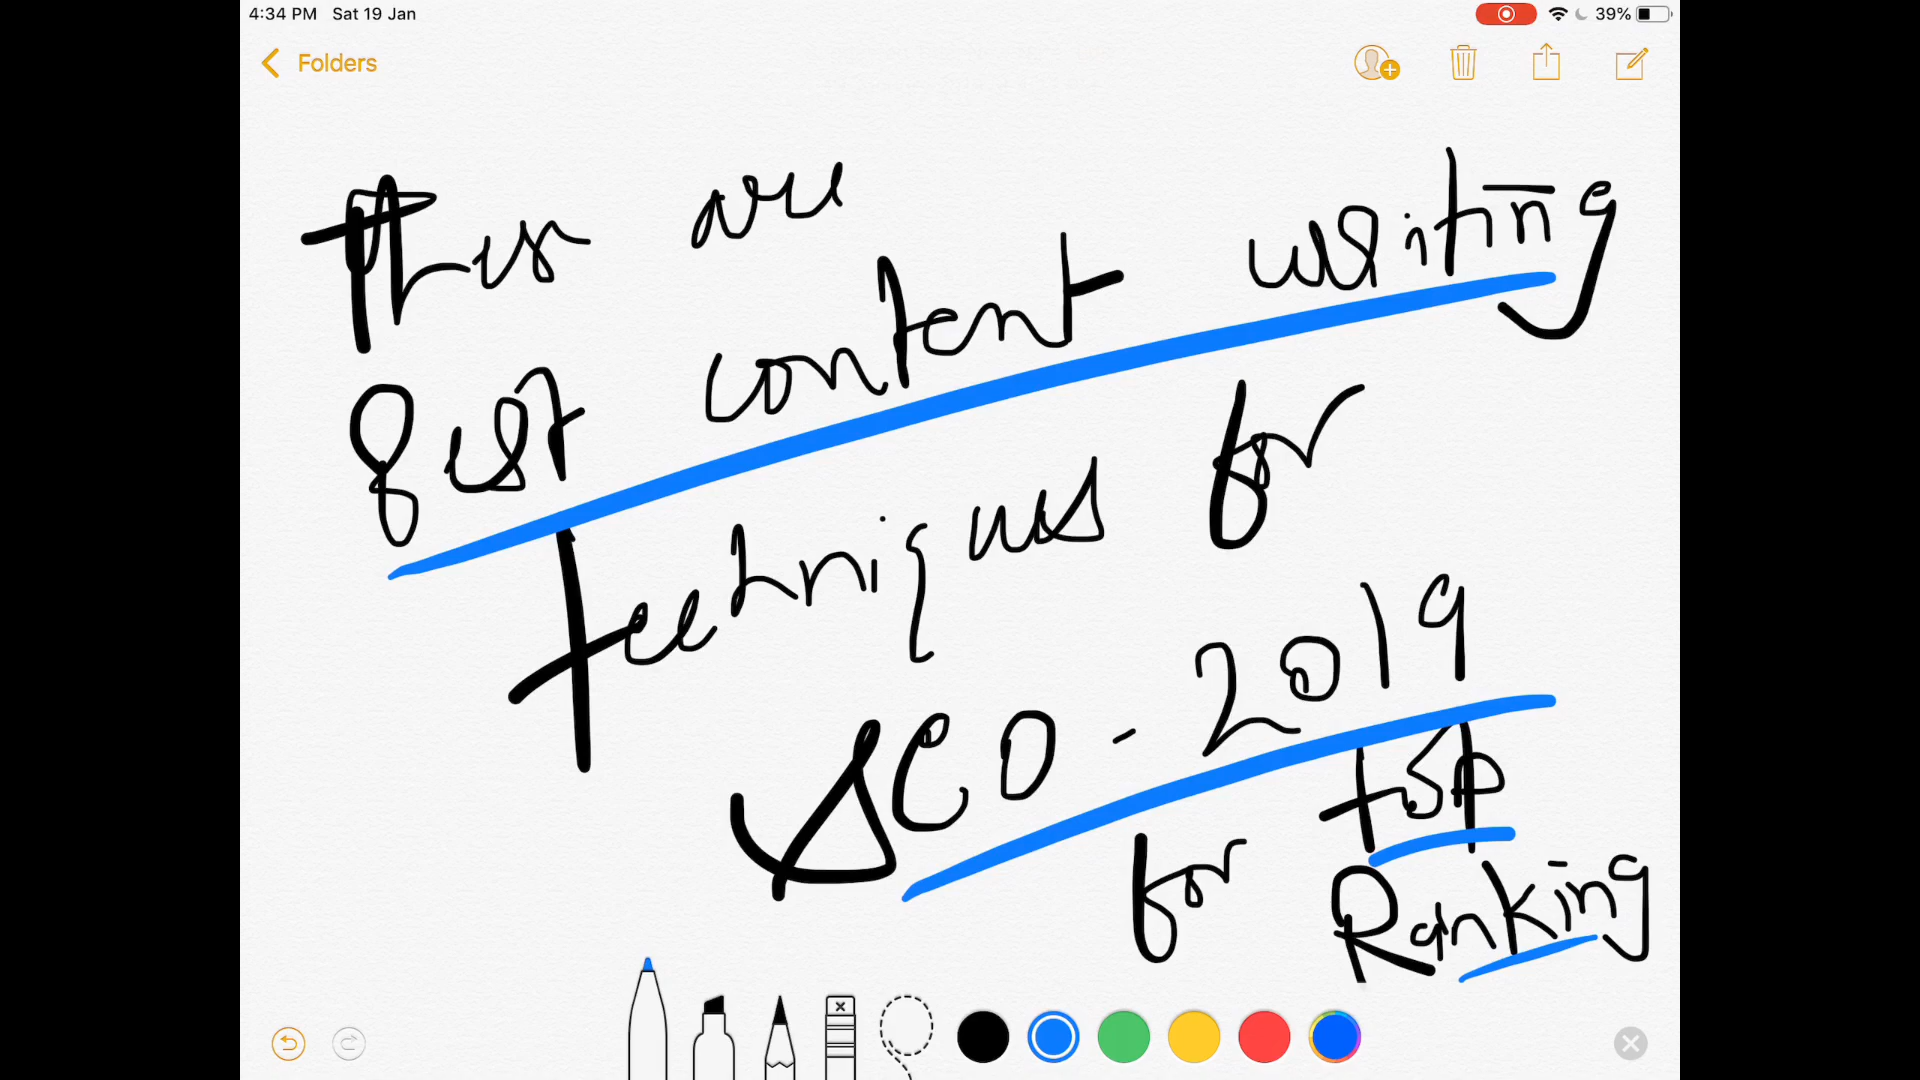 4:34 PM Sat 19 Jan 39%
Folders
This are
Best content writing
Techniques for
SEO - 2019
for top
Ranking